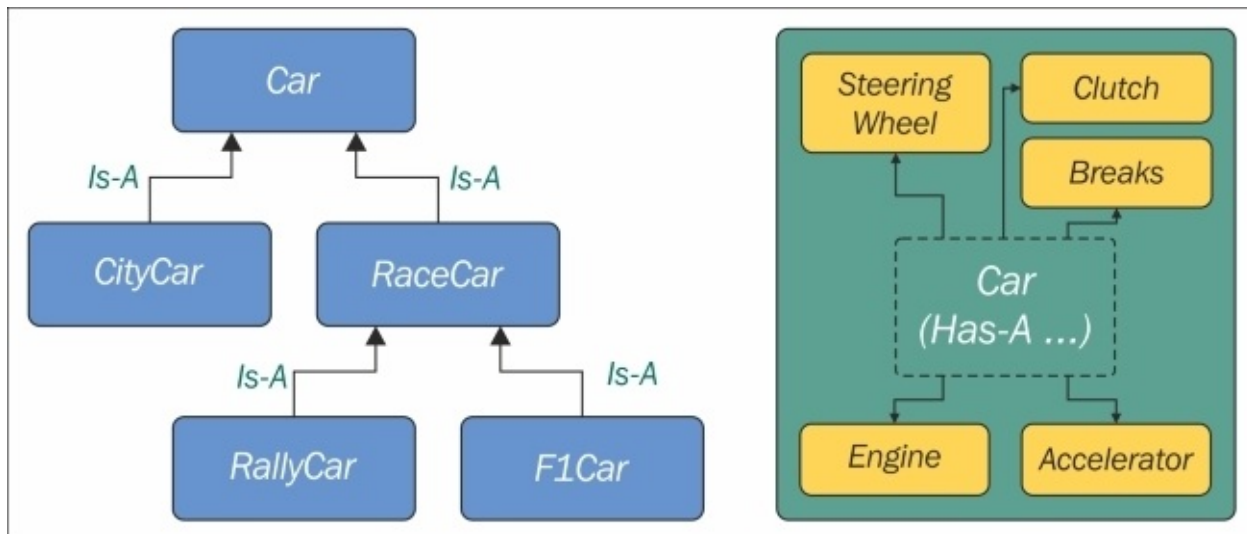 Car
Is-A
Is-A
CityCar
RaceCar
Is-A
Is-A
RallyCar
F1Car
Steering
Wheel
Clutch
Breaks
Car
(Has-A ...)
Engine
Accelerator